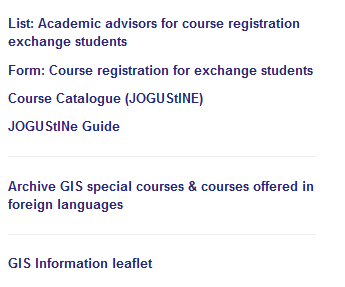 List: Academic advisors for course registration
exchange students
Form: Course registration for exchange students
Course Catalogue (JOGUStINE)
JOGUStINe Guide
Archive GIS special courses & courses offered in
foreign languages
GIS Information leaflet